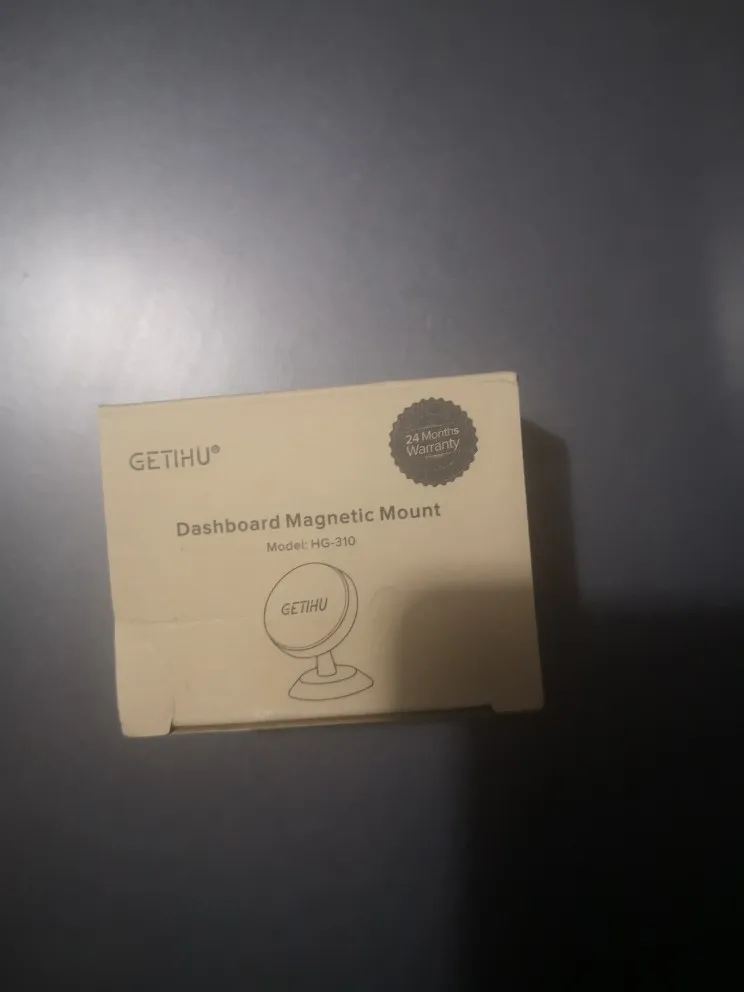 GETIHU®
24 Months
Warranty
Dashboard Magnetic Mount
Model: HG-310
GETIHU